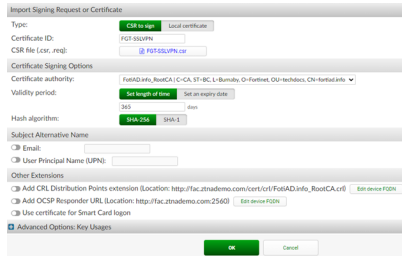 Import Signing Request or Certificate
Type: CSR to sign Local certificate
Certificate ID: FGT-SSLVPN
CSR file (.csr, .req): FGT-SSLVPN.csr
Certificate Signing Options
Certificate authority: FotIAD.info_RootCA | C=CA, ST=BC, L=Burnaby, O=Fortinet, OU=techdocs, CN=fortiad.info
Validity period: Set length of time Set an expiry date
365 days
Hash algorithm: SHA-256 SHA-1
Subject Alternative Name
Email:
User Principal Name (UPN):
Other Extensions
Add CRL Distribution Points extension (Location: http://fac.ztnademo.com/cert/crl/FotIAD.info_RootCA.crl) Edit device FQDN
Add OCSP Responder URL (Location: http://fac.ztnademo.com:2560) Edit device FQDN
Use certificate for Smart Card logon
Advanced Options: Key Usages
OK Cancel